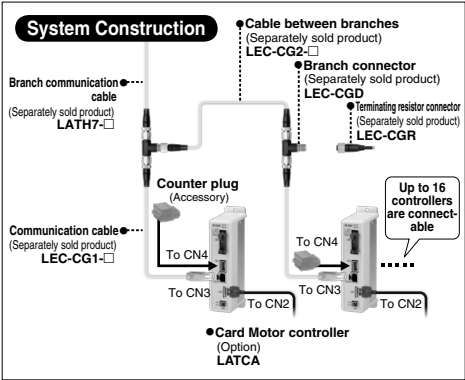 System Construction
●Cable between branches
(Separately sold product)
LEC-CG2-□
●Branch connector
(Separately sold product)
LEC-CGD
●Terminating resistor connector
(Separately sold product)
LEC-CGR
Branch communication
cable
(Separately sold product)
LATH7-□
Counter plug
(Accessory)
Up to 16
controllers
are connect-
able
Communication cable
(Separately sold product)
LEC-CG1-□
To CN4
To CN3
To CN2
To CN4
To CN3
To CN2
●Card Motor controller
(Option)
LATCA